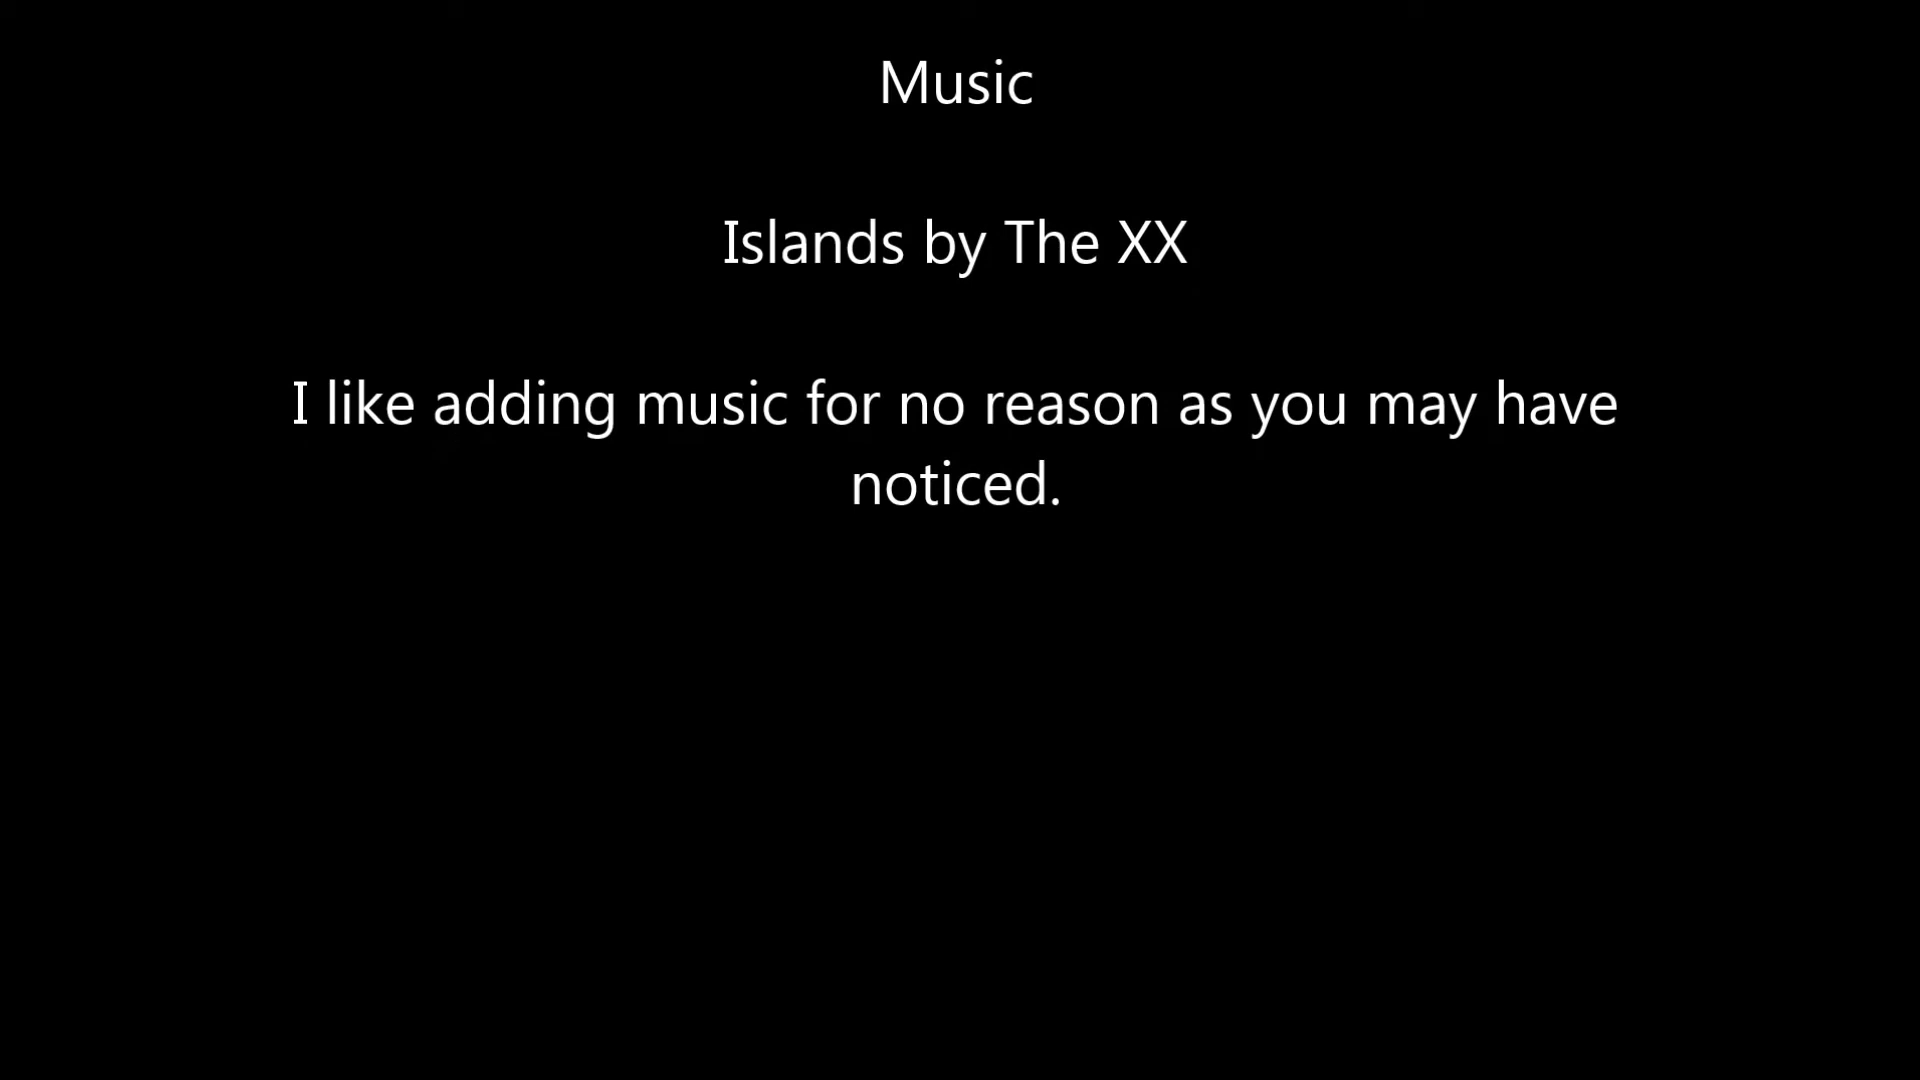 Music
Islands by The XX
I like adding music for no reason as you may have
noticed.